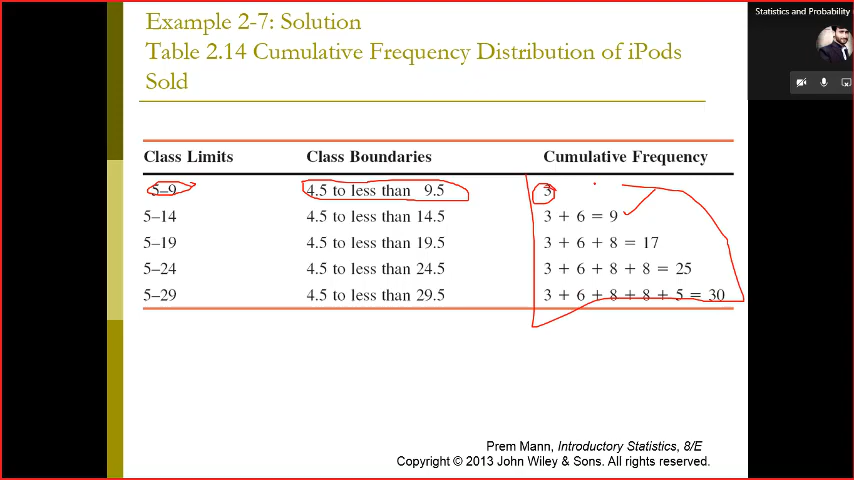 Statistics and Probability
Example 2-7: Solution
Table 2.14 Cumulative Frequency Distribution of iPods
Sold
Class Limits Class Boundaries Cumulative Frequency
5–9 4.5 to less than 9.5 3
5–14 4.5 to less than 14.5 3 + 6 = 9
5–19 4.5 to less than 19.5 3 + 6 + 8 = 17
5–24 4.5 to less than 24.5 3 + 6 + 8 + 8 = 25
5–29 4.5 to less than 29.5 3 + 6 + 8 + 8 + 5 = 30
Prem Mann, Introductory Statistics, 8/E
Copyright © 2013 John Wiley & Sons. All rights reserved.